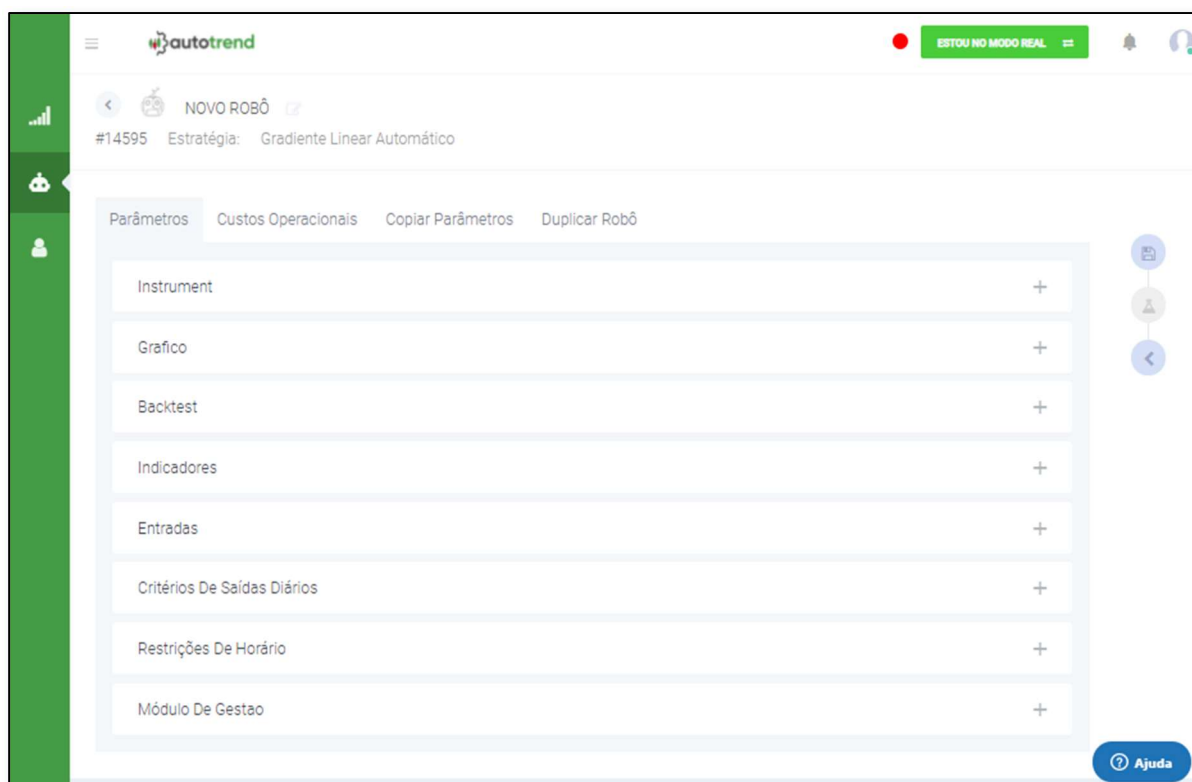 autotrend
ESTOU NO MODO REAL
NOVO ROBÔ
#14595 Estratégia: Gradiente Linear Automático
Parâmetros Custos Operacionais Copiar Parâmetros Duplicar Robô
Instrument
Grafico
Backtest
Indicadores
Entradas
Critérios De Saídas Diários
Restrições De Horário
Módulo De Gestao
Ajuda